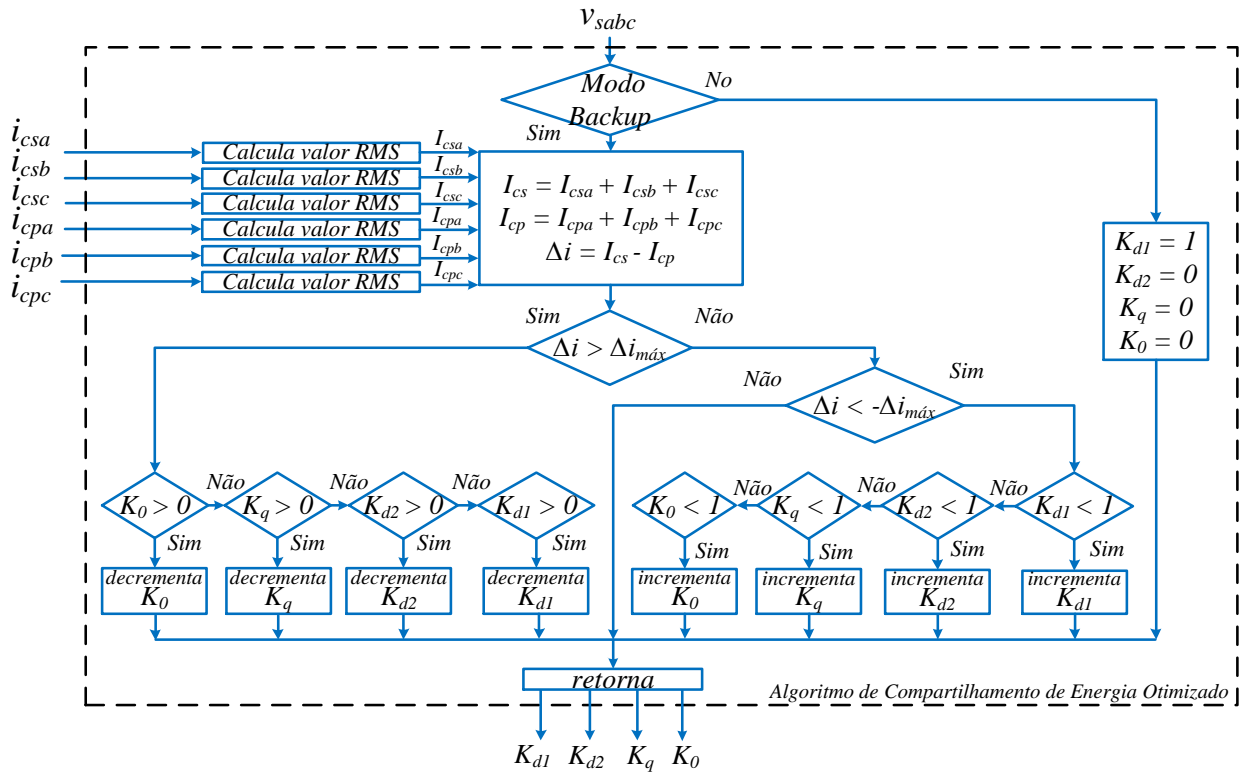 v_sabc
Modo
Backup
No
Sim
i_csa
i_csb
i_csc
i_cpa
i_cpb
i_cpc
Calcula valor RMS
Calcula valor RMS
Calcula valor RMS
Calcula valor RMS
Calcula valor RMS
Calcula valor RMS
I_csa
I_csb
I_csc
I_cpa
I_cpb
I_cpc
I_cs = I_csa + I_csb + I_csc
I_cp = I_cpa + I_cpb + I_cpc
Δi = I_cs - I_cp
K_d1 = 1
K_d2 = 0
K_q = 0
K_0 = 0
Sim
Não
Δi > Δi_máx
Não
Sim
Δi < -Δi_máx
K_0 > 0
Não
K_q > 0
Não
K_d2 > 0
Não
K_d1 > 0
K_0 < 1
Não
K_q < 1
Não
K_d2 < 1
Não
K_d1 < 1
Sim
Sim
Sim
Sim
Sim
Sim
Sim
Sim
decrementa
K_0
decrementa
K_q
decrementa
K_d2
decrementa
K_d1
incrementa
K_0
incrementa
K_q
incrementa
K_d2
incrementa
K_d1
retorna
Algoritmo de Compartilhamento de Energia Otimizado
K_d1
K_d2
K_q
K_0